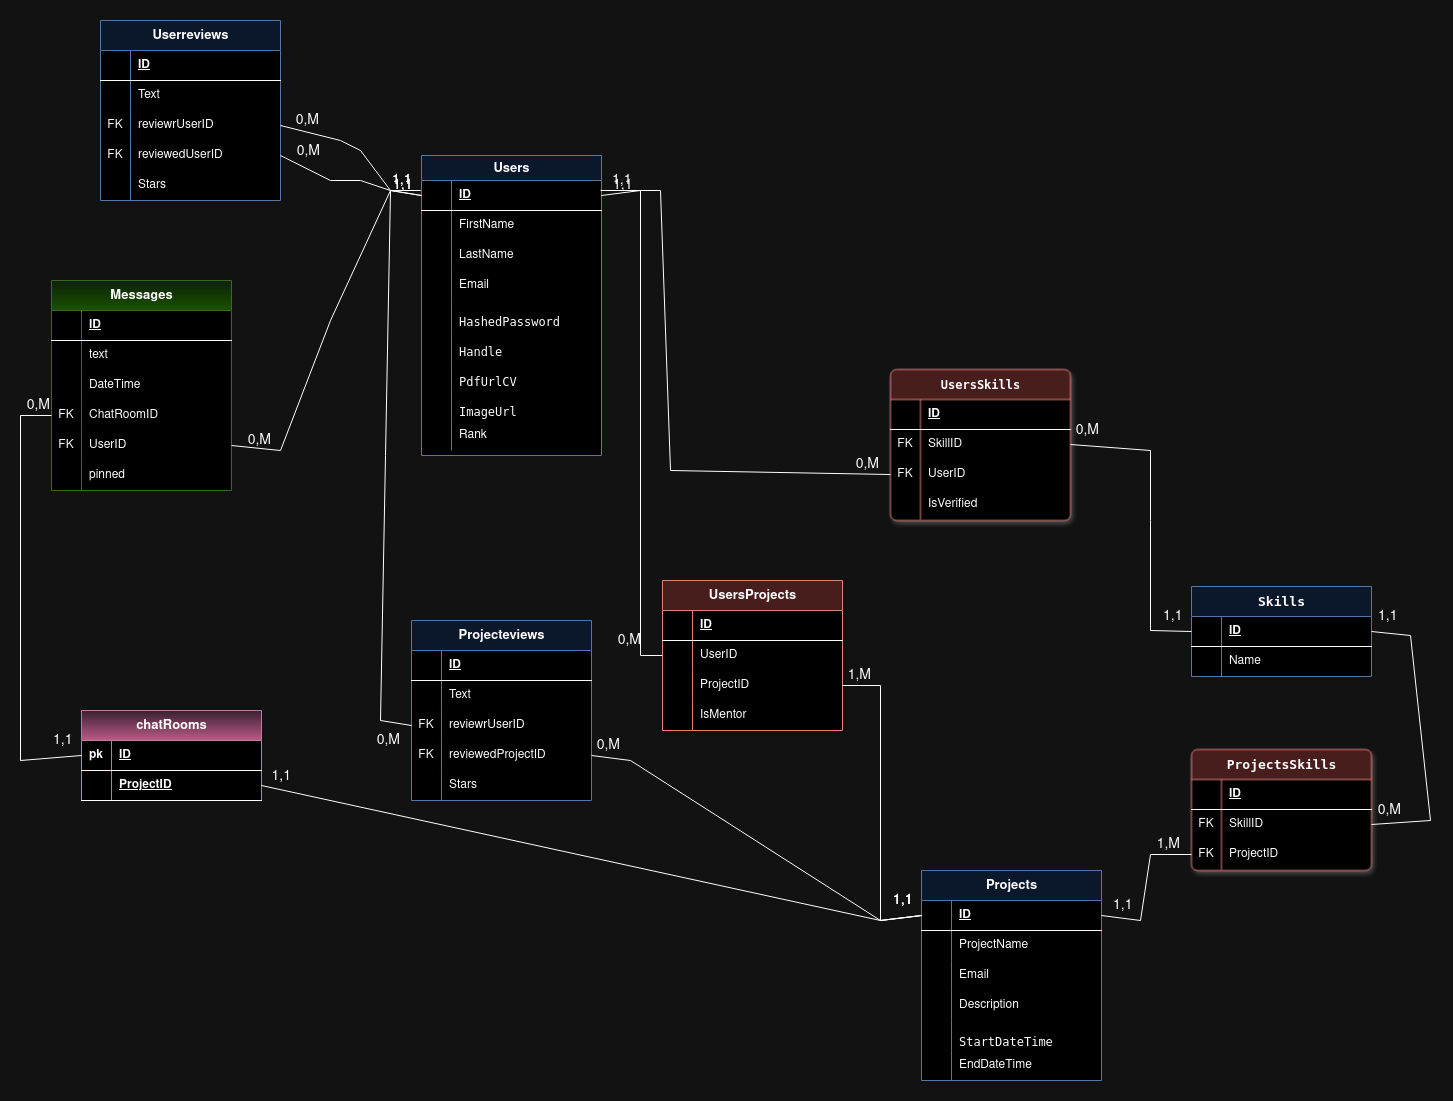 Userreviews
ID
Text
FK reviewrUserID
FK reviewedUserID
Stars
0,M
0,M
1,1
1,1
Users
ID
FirstName
LastName
Email
HashedPassword
Handle
PdfUrlCV
ImageUrl
Rank
1,1
1,1
Messages
ID
text
DateTime
FK ChatRoomID
FK UserID
pinned
0,M
0,M
UsersSkills
ID
FK SkillID
FK UserID
IsVerified
0,M
0,M
UsersProjects
ID
UserID
ProjectID
IsMentor
0,M
1,M
Skills
ID
Name
1,1
1,1
Projecteviews
ID
Text
FK reviewrUserID
FK reviewedProjectID
Stars
0,M
0,M
chatRooms
pk ID
ProjectID
1,1
1,1
ProjectsSkills
ID
FK SkillID
FK ProjectID
0,M
1,M
Projects
ID
ProjectName
Email
Description
StartDateTime
EndDateTime
1,1
1,1